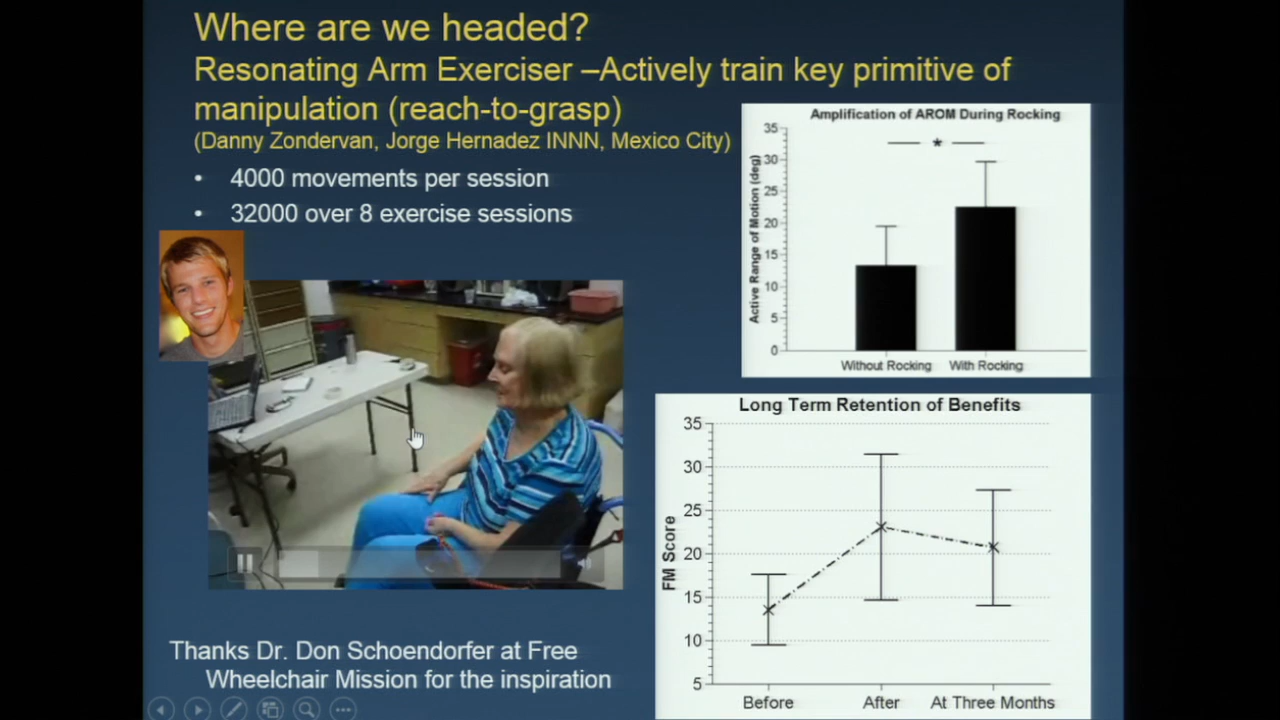 Where are we headed?
Resonating Arm Exerciser –Actively train key primitive of
manipulation (reach-to-grasp)
(Danny Zondervan, Jorge Hernadez INNN, Mexico City)
• 4000 movements per session
• 32000 over 8 exercise sessions
Amplification of AROM During Rocking
Active Range of Motion (deg)
35
30
25
20
15
10
5
0
*
Without Rocking With Rocking
Long Term Retention of Benefits
FM Score
35
30
25
20
15
10
5
Before After At Three Months
Thanks Dr. Don Schoendorfer at Free
Wheelchair Mission for the inspiration